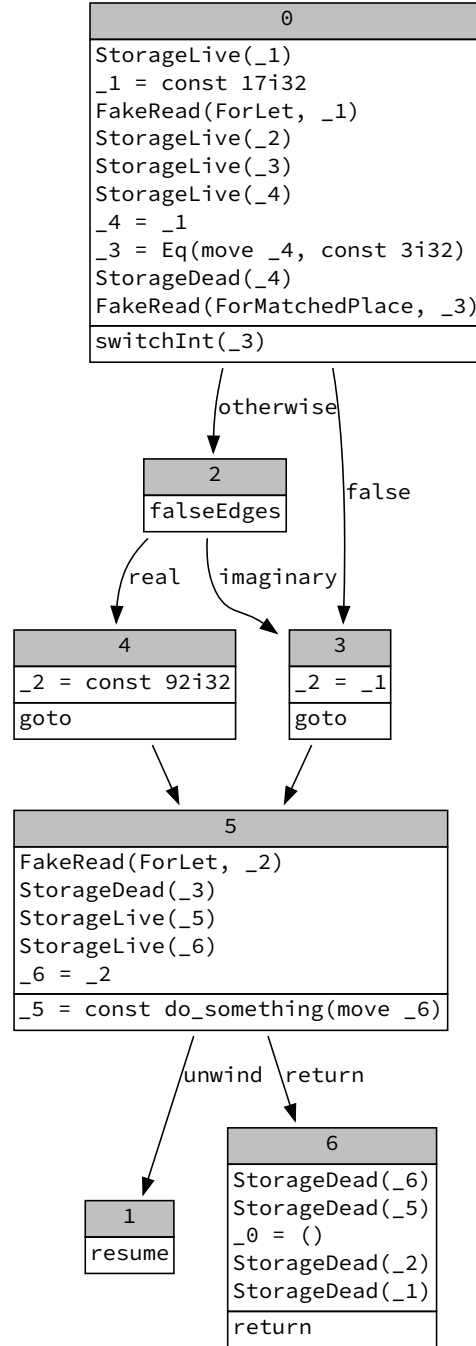 0
StorageLive(_1)
_1 = const 17i32
FakeRead(ForLet, _1)
StorageLive(_2)
StorageLive(_3)
StorageLive(_4)
_4 = _1
_3 = Eq(move _4, const 3i32)
StorageDead(_4)
FakeRead(ForMatchedPlace, _3)
switchInt(_3)
otherwise
false
2
falseEdges
real
imaginary
4
_2 = const 92i32
goto
3
_2 = _1
goto
5
FakeRead(ForLet, _2)
StorageDead(_3)
StorageLive(_5)
StorageLive(_6)
_6 = _2
_5 = const do_something(move _6)
unwind
return
1
resume
6
StorageDead(_6)
StorageDead(_5)
_0 = ()
StorageDead(_2)
StorageDead(_1)
return